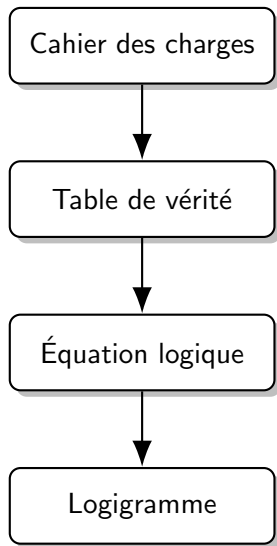 Cahier des charges
Table de vérité
Équation logique
Logigramme